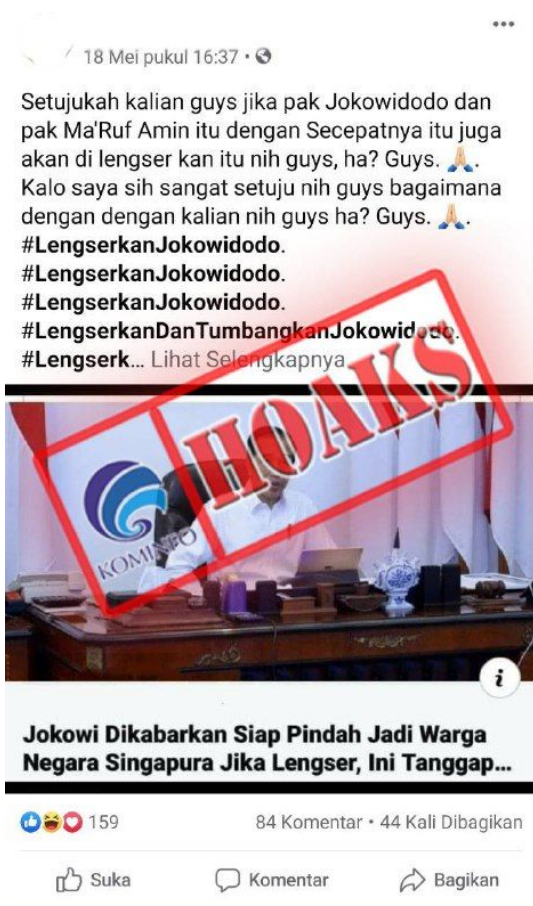 18 Mei pukul 16:37 •
Setujukah kalian guys jika pak Jokowidodo dan
pak Ma'Ruf Amin itu dengan Secepatnya itu juga
akan di lengser kan itu nih guys, ha? Guys. 🙏.
Kalo saya sih sangat setuju nih guys bagaimana
dengan dengan kalian nih guys ha? Guys. 🙏.
#LengserkanJokowidodo.
#LengserkanJokowidodo.
#LengserkanJokowidodo.
#LengserkanDanTumbangkanJokowidodo.
#Lengserk... Lihat Selengkapnya
HOAKS
KOMINFO
i
Jokowi Dikabarkan Siap Pindah Jadi Warga
Negara Singapura Jika Lengser, Ini Tanggap...
159 84 Komentar • 44 Kali Dibagikan
Suka Komentar Bagikan